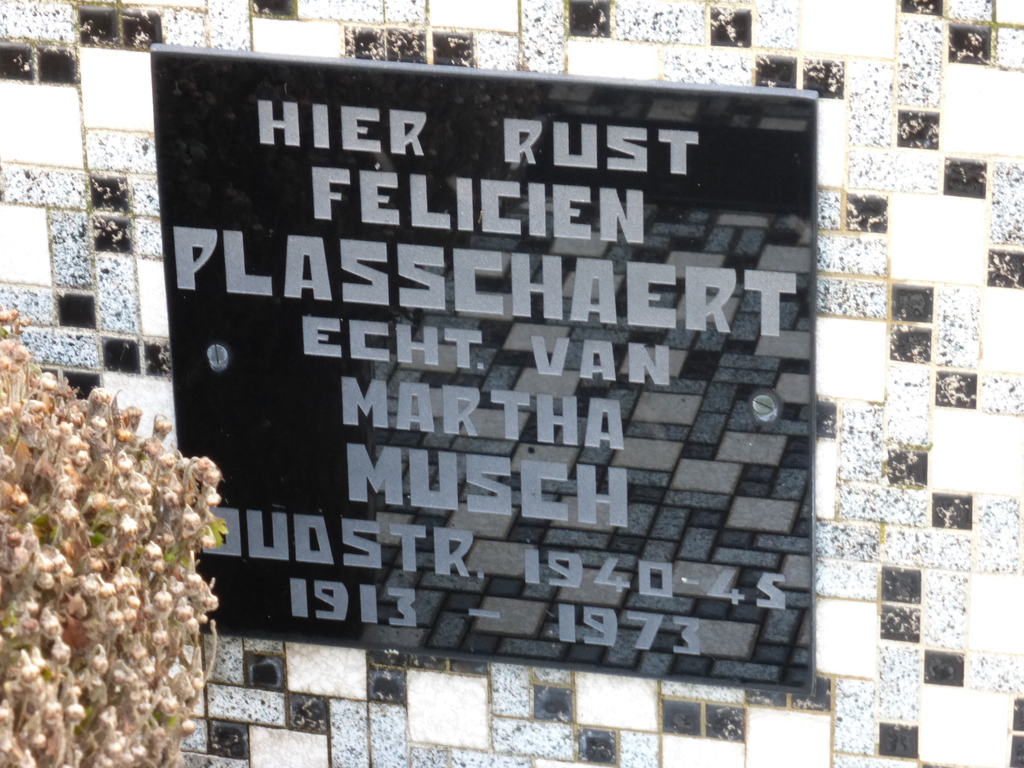 HIER RUST
FELICIEN
PLASSCHAERT
ECHT. VAN
MARTHA
MUSCH
OUDSTR. 1940-45
1913 - 1973